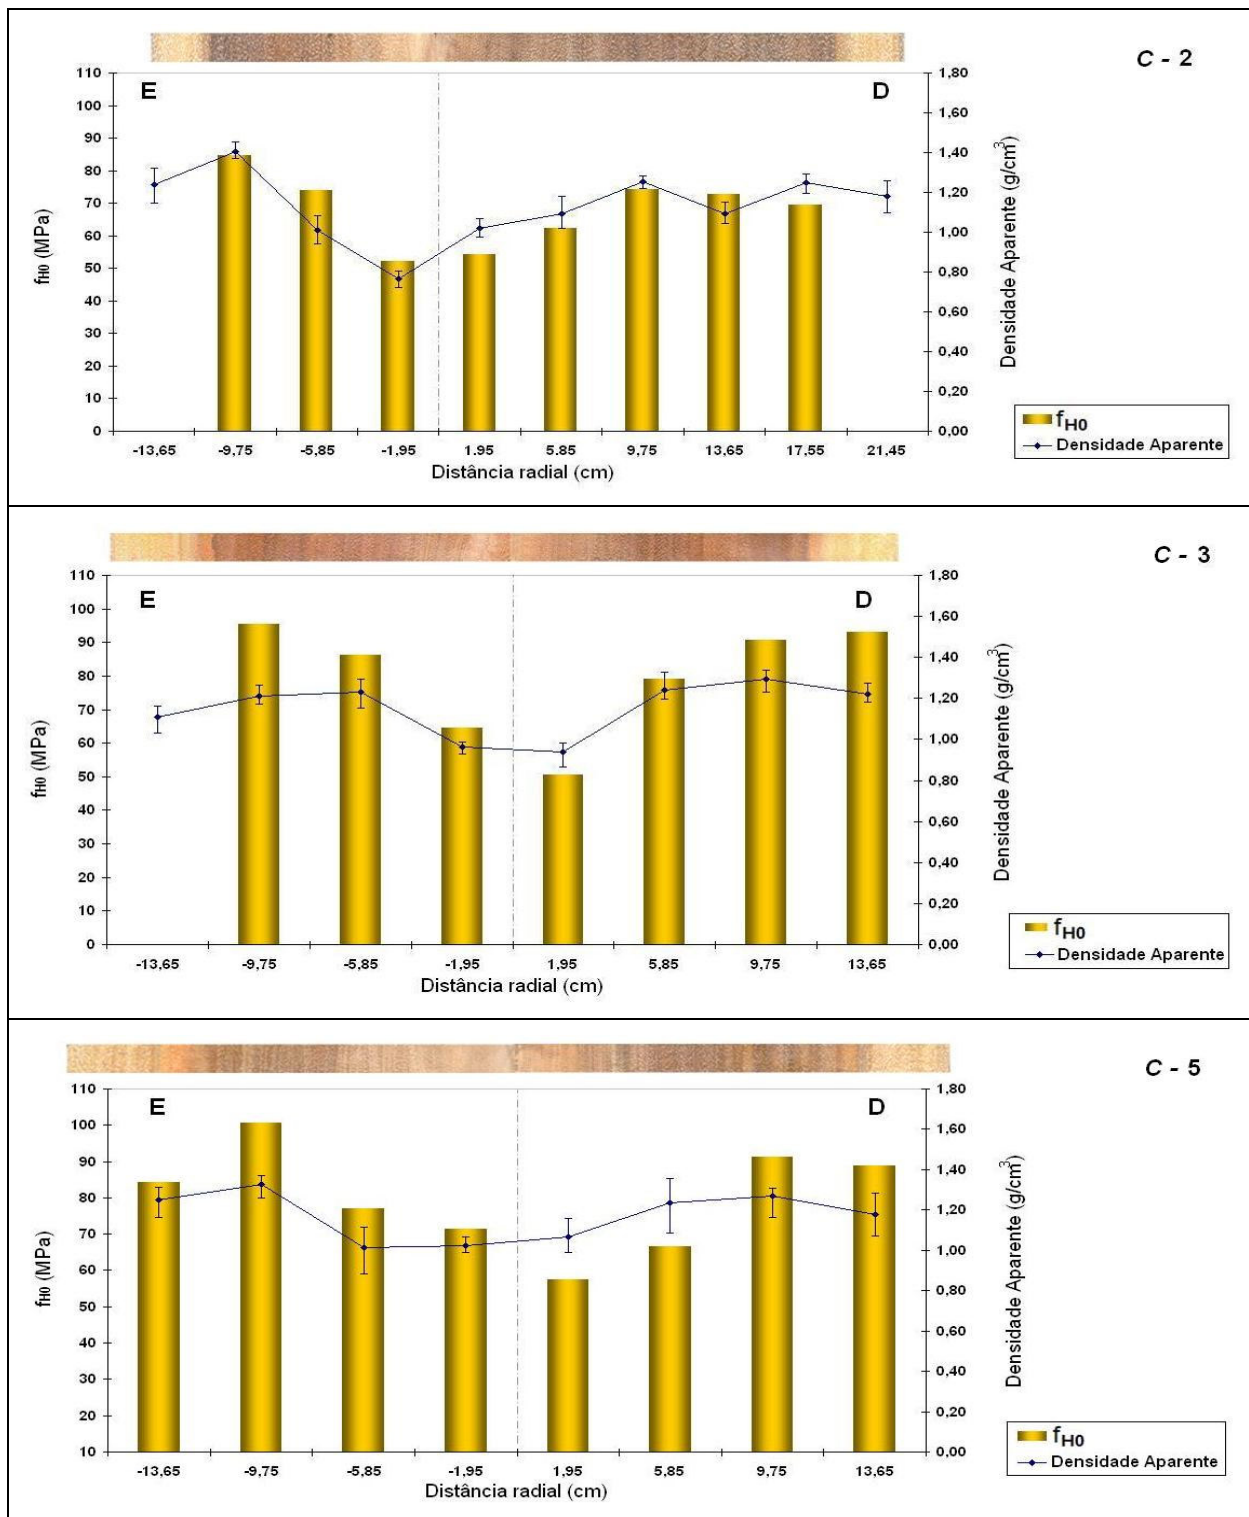 C - 2
E
D
110
100
90
80
70
60
50
40
30
20
10
0
fH0 (MPa)
1,80
1,60
1,40
1,20
1,00
0,80
0,60
0,40
0,20
0,00
Densidade Aparente (g/cm³)
-13,65 -9,75 -5,85 -1,95 1,95 5,85 9,75 13,65 17,55 21,45
Distância radial (cm)
fH0
Densidade Aparente
C - 3
E
D
110
100
90
80
70
60
50
40
30
20
10
0
fH0 (MPa)
1,80
1,60
1,40
1,20
1,00
0,80
0,60
0,40
0,20
0,00
Densidade Aparente (g/cm³)
-13,65 -9,75 -5,85 -1,95 1,95 5,85 9,75 13,65
Distância radial (cm)
fH0
Densidade Aparente
C - 5
E
D
110
100
90
80
70
60
50
40
30
20
10
fH0 (MPa)
1,80
1,60
1,40
1,20
1,00
0,80
0,60
0,40
0,20
0,00
Densidade Aparente (g/cm³)
-13,65 -9,75 -5,85 -1,95 1,95 5,85 9,75 13,65
Distância radial (cm)
fH0
Densidade Aparente